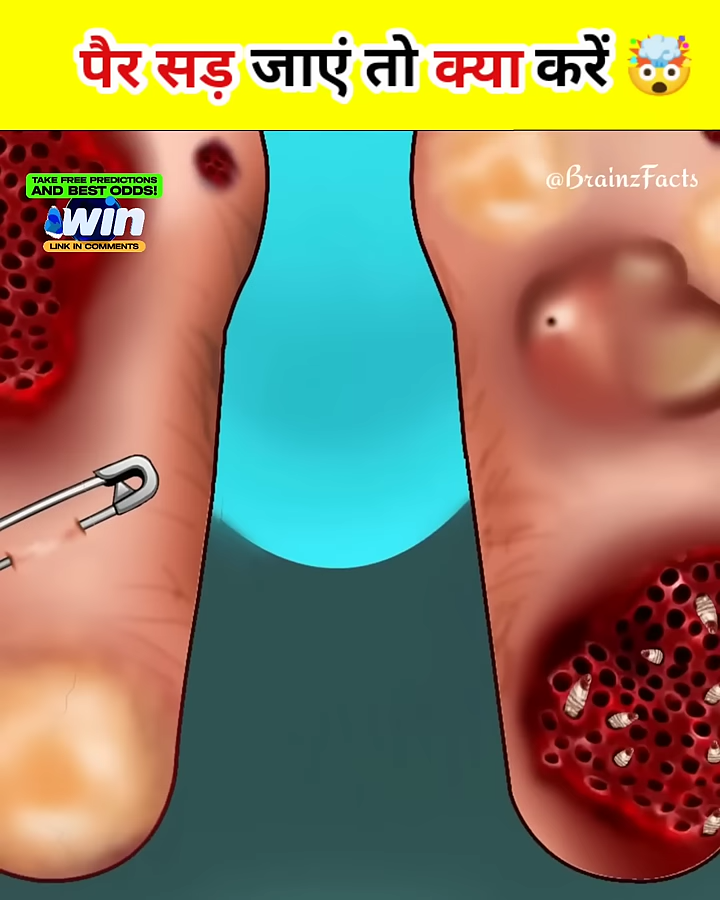 पैर सड़ जाएं तो क्या करें 🤯
TAKE FREE PREDICTIONS
AND BEST ODDS!
1win
LINK IN COMMENTS
@BrainzFacts